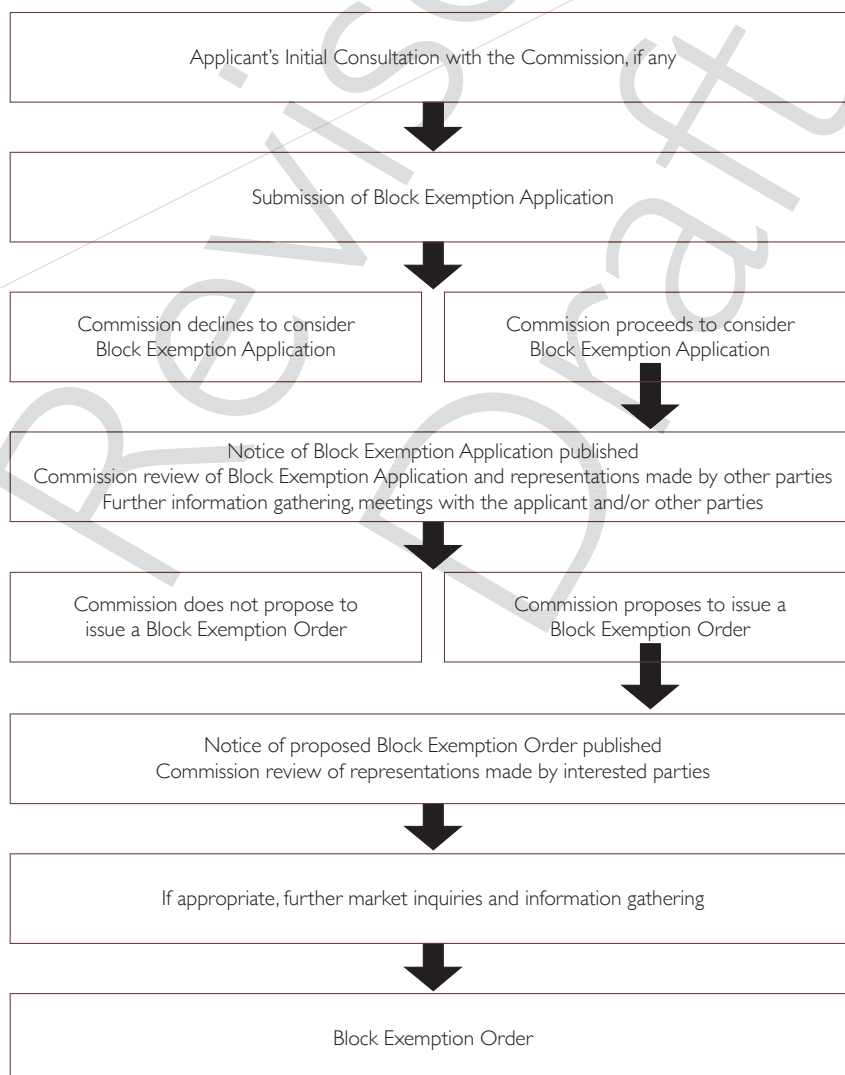 Applicant's Initial Consultation with the Commission, if any
Submission of Block Exemption Application
Commission declines to consider
Block Exemption Application
Commission proceeds to consider
Block Exemption Application
Notice of Block Exemption Application published
Commission review of Block Exemption Application and representations made by other parties
Further information gathering, meetings with the applicant and/or other parties
Commission does not propose to
issue a Block Exemption Order
Commission proposes to issue a
Block Exemption Order
Notice of proposed Block Exemption Order published
Commission review of representations made by interested parties
If appropriate, further market inquiries and information gathering
Block Exemption Order
Draft